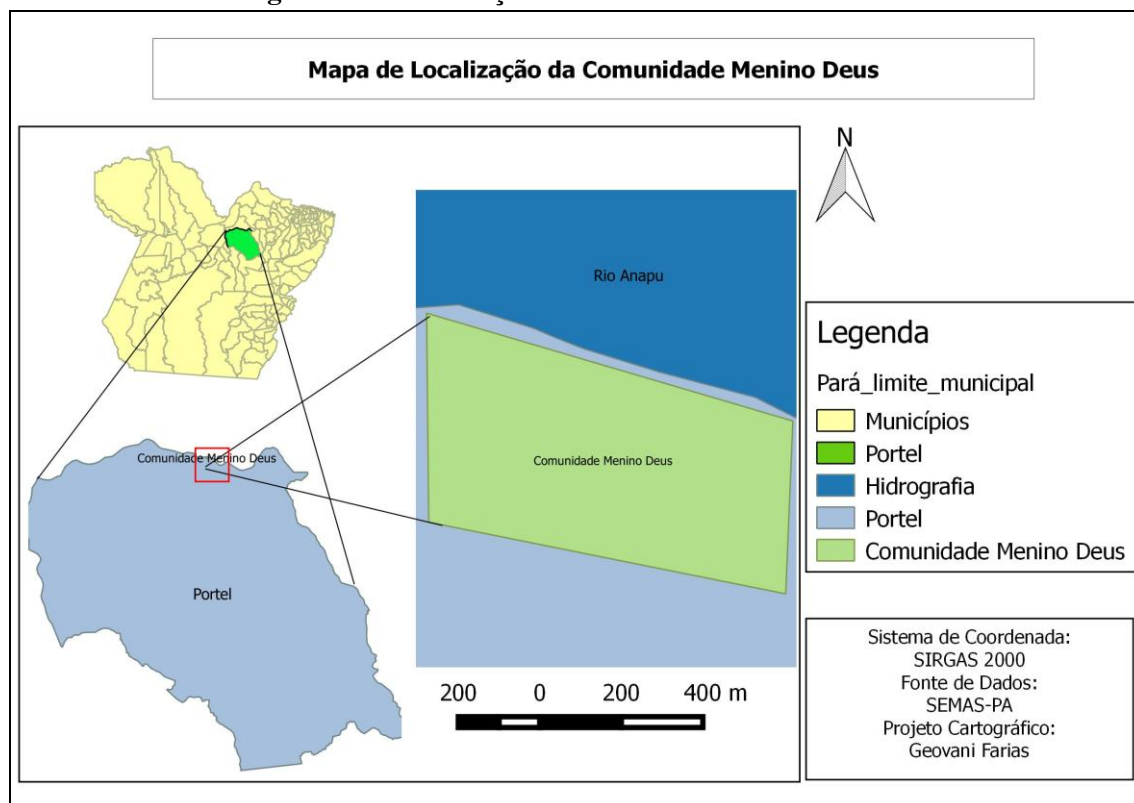 Mapa de Localização da Comunidade Menino Deus
N
Rio Anapu
Comunidade Menino Deus
Portel
Comunidade Menino Deus
200 0 200 400 m
Legenda
Pará_limite_municipal
Municípios
Portel
Hidrografia
Portel
Comunidade Menino Deus
Sistema de Coordenada:
SIRGAS 2000
Fonte de Dados:
SEMAS-PA
Projeto Cartográfico:
Geovani Farias